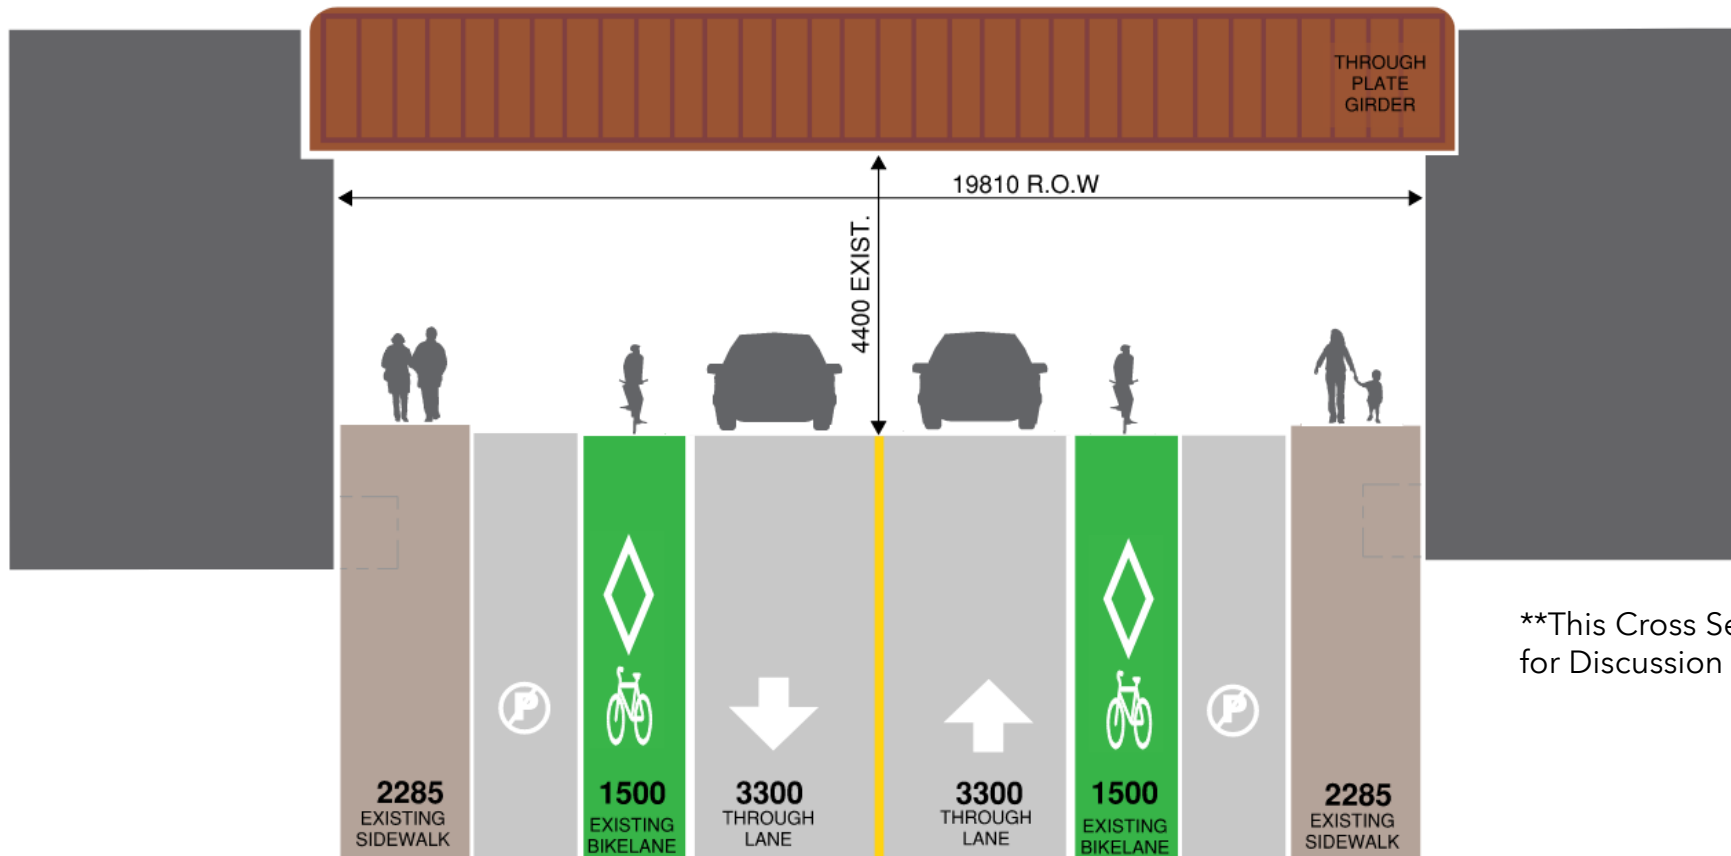 THROUGH
PLATE
GIRDER
19810 R.O.W
4400 EXIST.
**This Cross Se
for Discussion
P
P
2285
EXISTING
SIDEWALK
1500
EXISTING
BIKELANE
3300
THROUGH
LANE
3300
THROUGH
LANE
1500
EXISTING
BIKELANE
2285
EXISTING
SIDEWALK